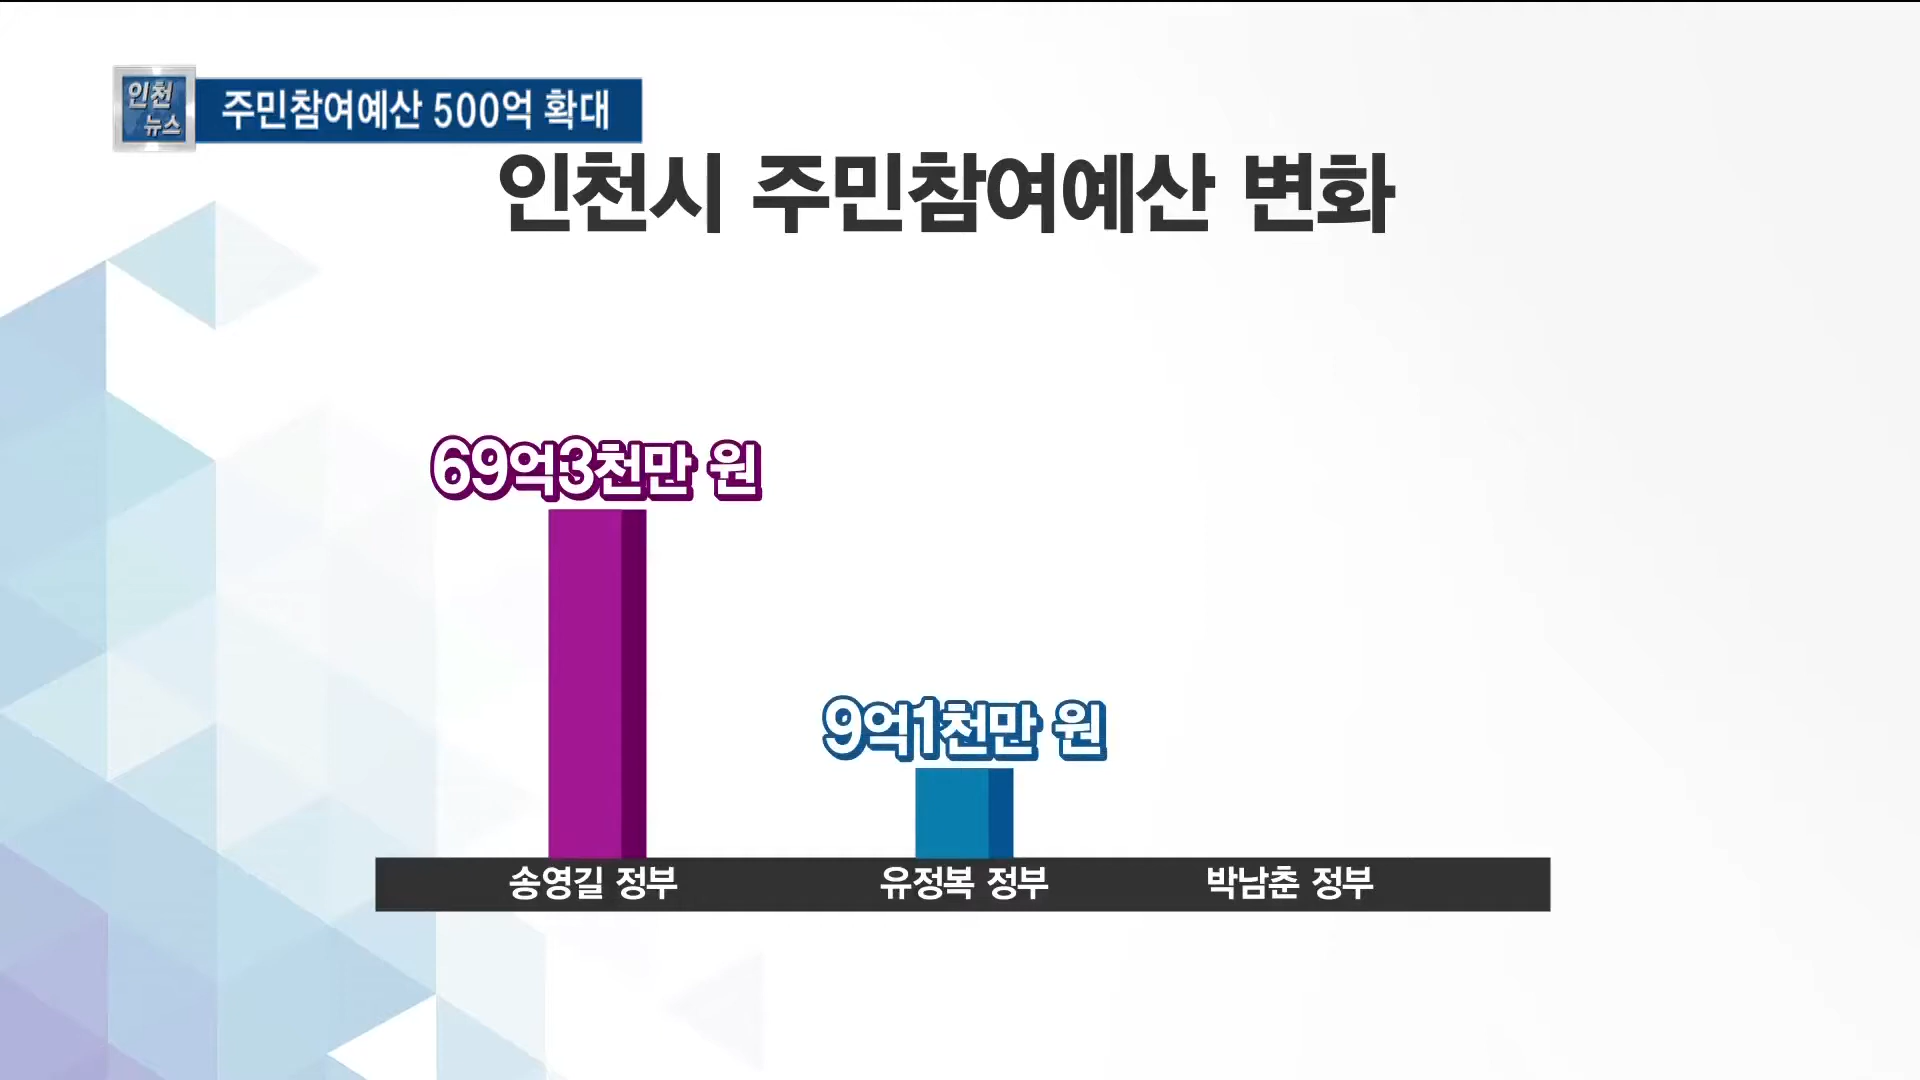 인천
뉴스
주민참여예산 500억 확대
인천시 주민참여예산 변화
69억3천만 원
9억1천만 원
송영길 정부
유정복 정부
박남춘 정부